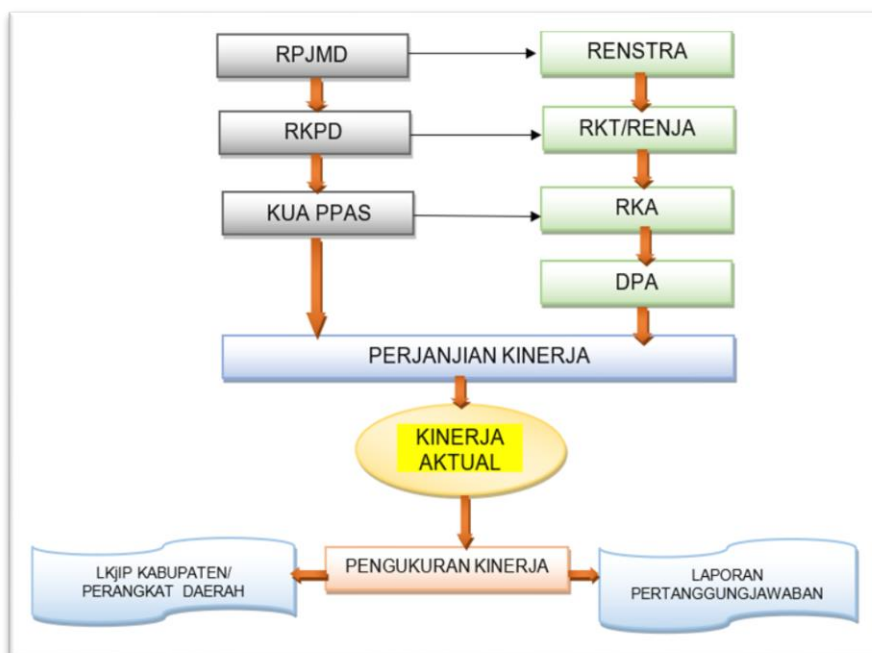 RPJMD
RENSTRA
RKPD
RKT/RENJA
KUA PPAS
RKA
DPA
PERJANJIAN KINERJA
KINERJA
AKTUAL
PENGUKURAN KINERJA
LKjIP KABUPATEN/
PERANGKAT DAERAH
LAPORAN
PERTANGGUNGJAWABAN